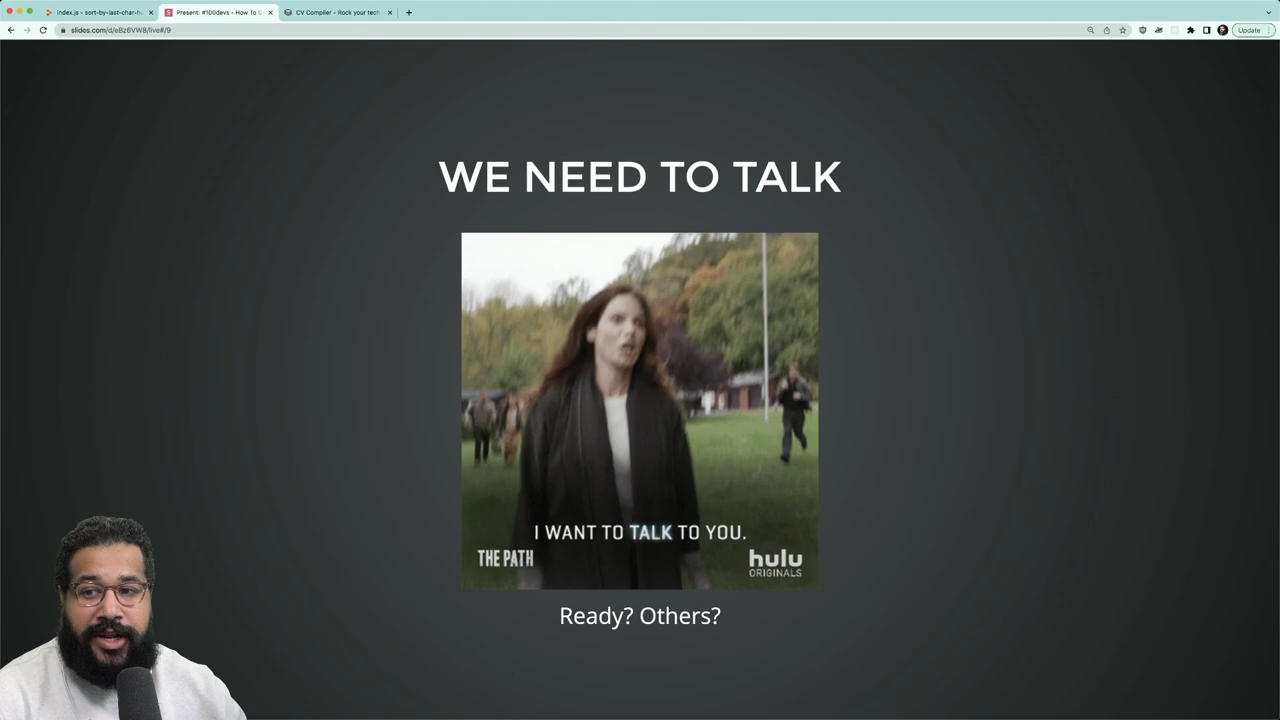 index.js - sort-by-last-char-hu
Present: #100devs - How To G
CV Compiler - Rock your tech
slides.com/d/eBz6VW8/live#/9
Update
WE NEED TO TALK
I WANT TO TALK TO YOU.
THE PATH
hulu
ORIGINALS
Ready? Others?